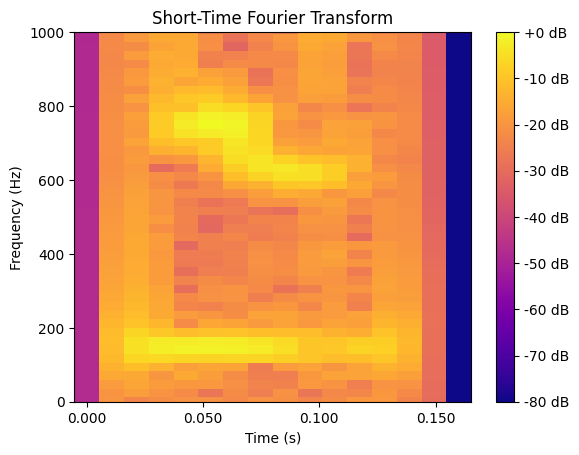 Short-Time Fourier Transform
1000
800
600
400
200
0
Frequency (Hz)
0.000
0.050
0.100
0.150
Time (s)
+0 dB
-10 dB
-20 dB
-30 dB
-40 dB
-50 dB
-60 dB
-70 dB
-80 dB